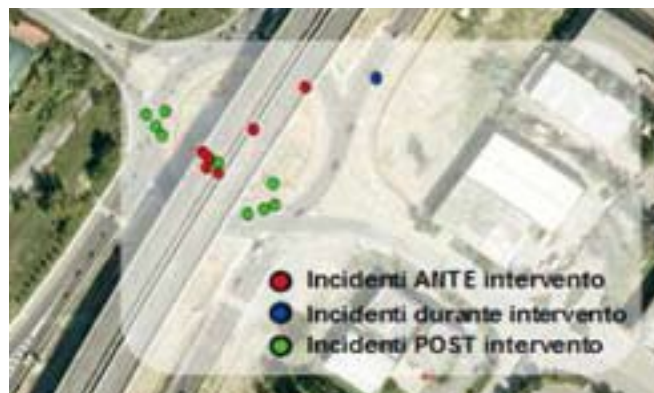 Incidenti ANTE intervento
Incidenti durante intervento
Incidenti POST intervento